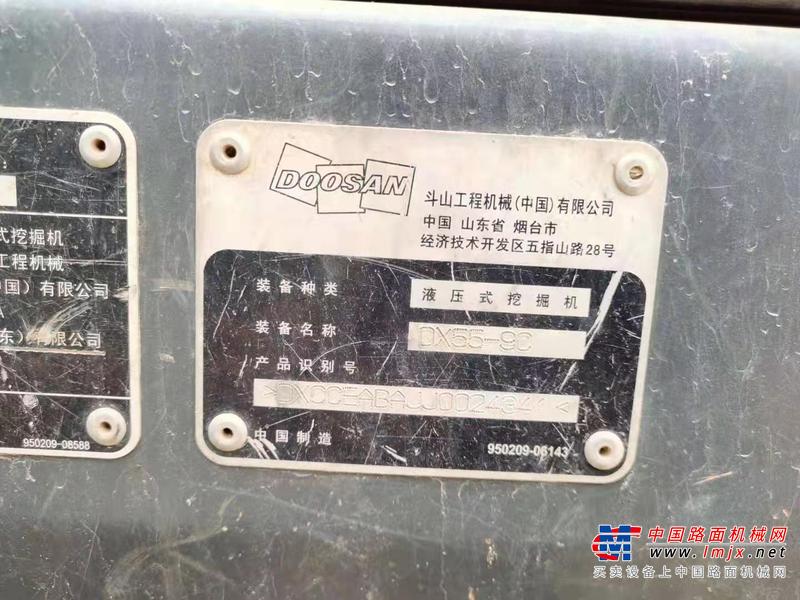 式挖掘机
工程机械
中国）有限公司
东）有限公司
950209-08588
DOOSAN
斗山工程机械(中国)有限公司
中国 山东省 烟台市
经济技术开发区五指山路28号
装备种类 液压式挖掘机
装备名称 DX55-9C
产品识别号
>DXCCEABAJJ0024341<
中国制造 950209-06143
中国路面机械网
www.lmjx.net
买卖设备上中国路面机械网